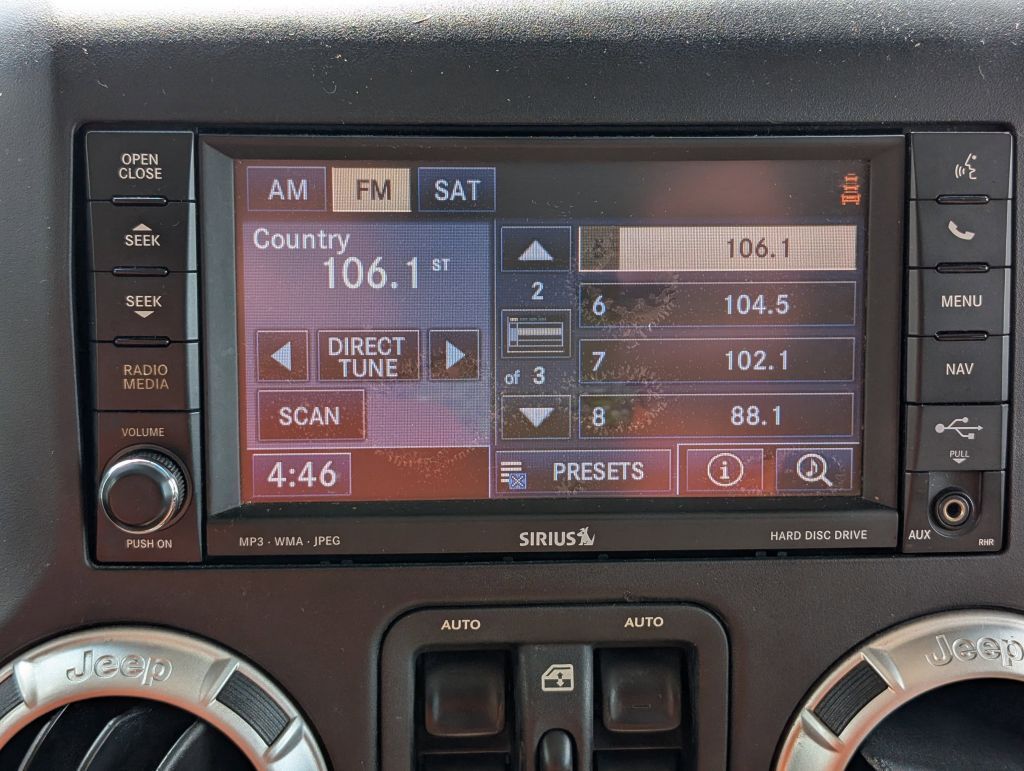 OPEN
CLOSE
SEEK
SEEK
RADIO
MEDIA
VOLUME
PUSH ON
AM FM SAT
Country
106.1 ST
DIRECT
TUNE
SCAN
4:46
2
of 3
106.1
6 104.5
7 102.1
8 88.1
PRESETS
i
MP3 · WMA · JPEG
SIRIUS
HARD DISC DRIVE
MENU
NAV
PULL
AUX
RHR
AUTO AUTO
Jeep
Jeep